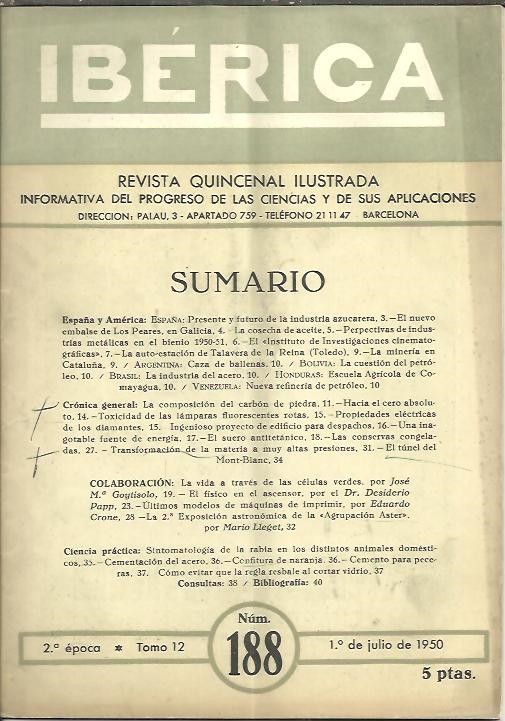 IBÉRICA
REVISTA QUINCENAL ILUSTRADA
INFORMATIVA DEL PROGRESO DE LAS CIENCIAS Y DE SUS APLICACIONES
DIRECCION: PALAU, 3 - APARTADO 759 - TELÉFONO 21 11 47 - BARCELONA
SUMARIO
España y América: ESPAÑA: Presente y futuro de la industria azucarera, 3.—El nuevo
embalse de Los Peares, en Galicia, 4. - La cosecha de aceite, 5.—Perpectivas de indus-
trias metálicas en el bienio 1950-51, 6.—El «Instituto de Investigaciones cinemato-
gráficas», 7.—La auto-estación de Talavera de la Reina (Toledo), 9.—La minería en
Cataluña, 9. / ARGENTINA: Caza de ballenas, 10. / BOLIVIA: La cuestión del petró-
leo, 10. / BRASIL: La industria del acero, 10. / HONDURAS: Escuela Agrícola de Co-
mayagua, 10. / VENEZUELA: Nueva refinería de petróleo, 10
Crónica general: La composición del carbón de piedra, 11.—Hacia el cero absolu-
to, 14.—Toxicidad de las lámparas fluorescentes rotas, 15.—Propiedades eléctricas
de los diamantes, 15. Ingenioso proyecto de edificio para despachos, 16.—Una ina-
gotable fuente de energía, 17.—El suero antitetánico, 18.—Las conservas congela-
das, 27. - Transformación de la materia a muy altas presiones, 31.—El túnel del
Mont-Blanc, 34
COLABORACIÓN: La vida a través de las células verdes, por José
M.ª Goytisolo, 19.—El físico en el ascensor, por el Dr. Desiderio
Papp, 23.—Últimos modelos de máquinas de imprimir, por Eduardo
Crone, 28 —La 2.ª Exposición astronómica de la «Agrupación Aster»,
por Mario Lleget, 32
Ciencia práctica: Sintomatología de la rabia en los distintos animales domésti-
cos, 35.—Cementación del acero, 36.—Confitura de naranja, 36.—Cemento para pece-
ras, 37. Cómo evitar que la regla resbale al cortar vidrio, 37
Consultas: 38 / Bibliografía: 40
2.ª época * Tomo 12
Núm.
188
1.º de julio de 1950
5 ptas.